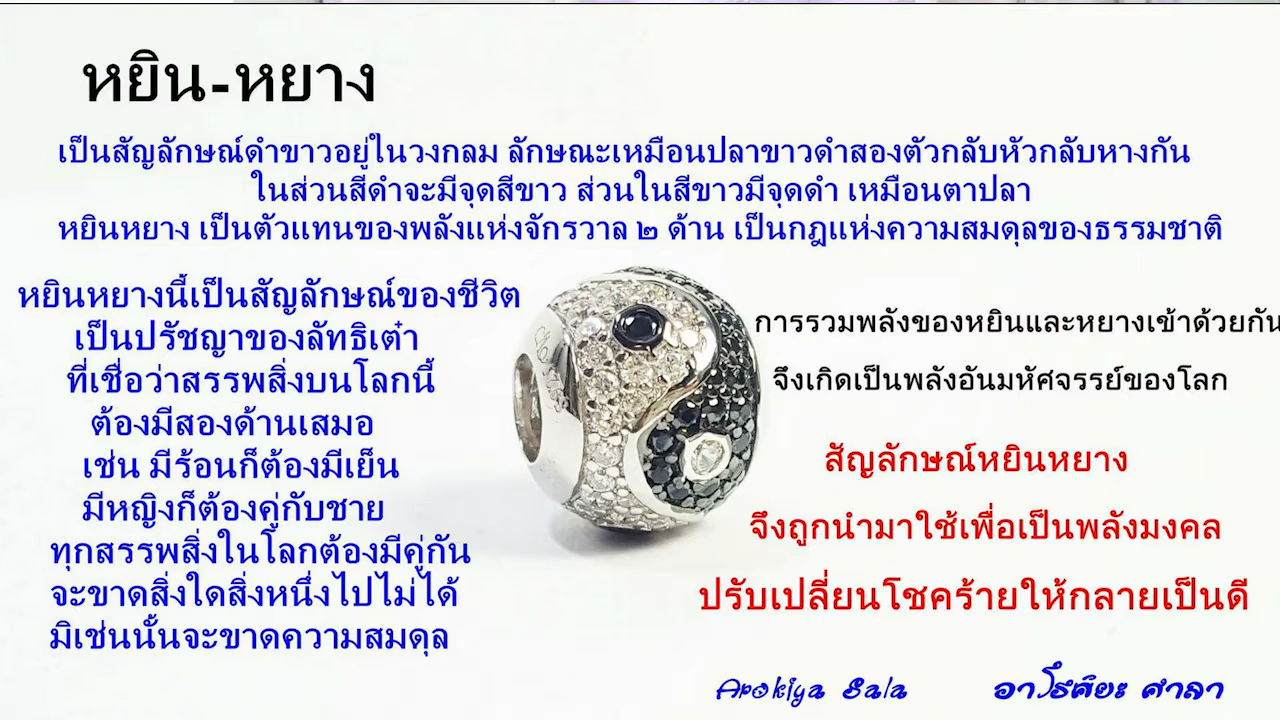 หยิน-หยาง
เป็นสัญลักษณ์ดำขาวอยู่ในวงกลม ลักษณะเหมือนปลาขาวดำสองตัวกลับหัวกลับหางกัน
ในส่วนสีดำจะมีจุดสีขาว ส่วนในสีขาวมีจุดดำ เหมือนตาปลา
หยินหยาง เป็นตัวแทนของพลังแห่งจักรวาล ๒ ด้าน เป็นกฎแห่งความสมดุลของธรรมชาติ
หยินหยางนี้เป็นสัญลักษณ์ของชีวิต
เป็นปรัชญาของลัทธิเต๋า
ที่เชื่อว่าสรรพสิ่งบนโลกนี้
ต้องมีสองด้านเสมอ
เช่น มีร้อนก็ต้องมีเย็น
มีหญิงก็ต้องคู่กับชาย
ทุกสรรพสิ่งในโลกต้องมีคู่กัน
จะขาดสิ่งใดสิ่งหนึ่งไปไม่ได้
มิเช่นนั้นจะขาดความสมดุล
การรวมพลังของหยินและหยางเข้าด้วยกัน
จึงเกิดเป็นพลังอันมหัศจรรย์ของโลก
สัญลักษณ์หยินหยาง
จึงถูกนำมาใช้เพื่อเป็นพลังมงคล
ปรับเปลี่ยนโชคร้ายให้กลายเป็นดี
Arokiya Sala
ศาลา